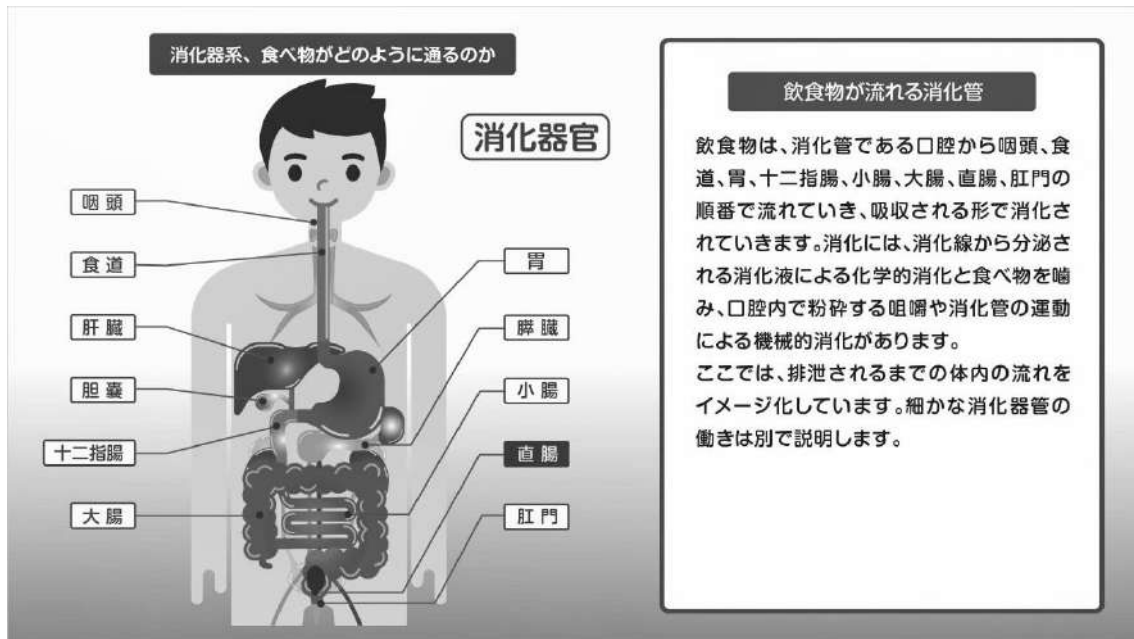 消化器系、食べ物がどのように通るのか
消化器官
咽頭
食道
肝臓
胆嚢
十二指腸
大腸
胃
膵臓
小腸
直腸
肛門
飲食物が流れる消化管
飲食物は、消化管である口腔から咽頭、食
道、胃、十二指腸、小腸、大腸、直腸、肛門の
順番で流れていき、吸収される形で消化さ
れていきます。消化には、消化線から分泌さ
れる消化液による化学的消化と食べ物を噛
み、口腔内で粉砕する咀嚼や消化管の運動
による機械的消化があります。
ここでは、排泄されるまでの体内の流れを
イメージ化しています。細かな消化器管の
働きは別で説明します。